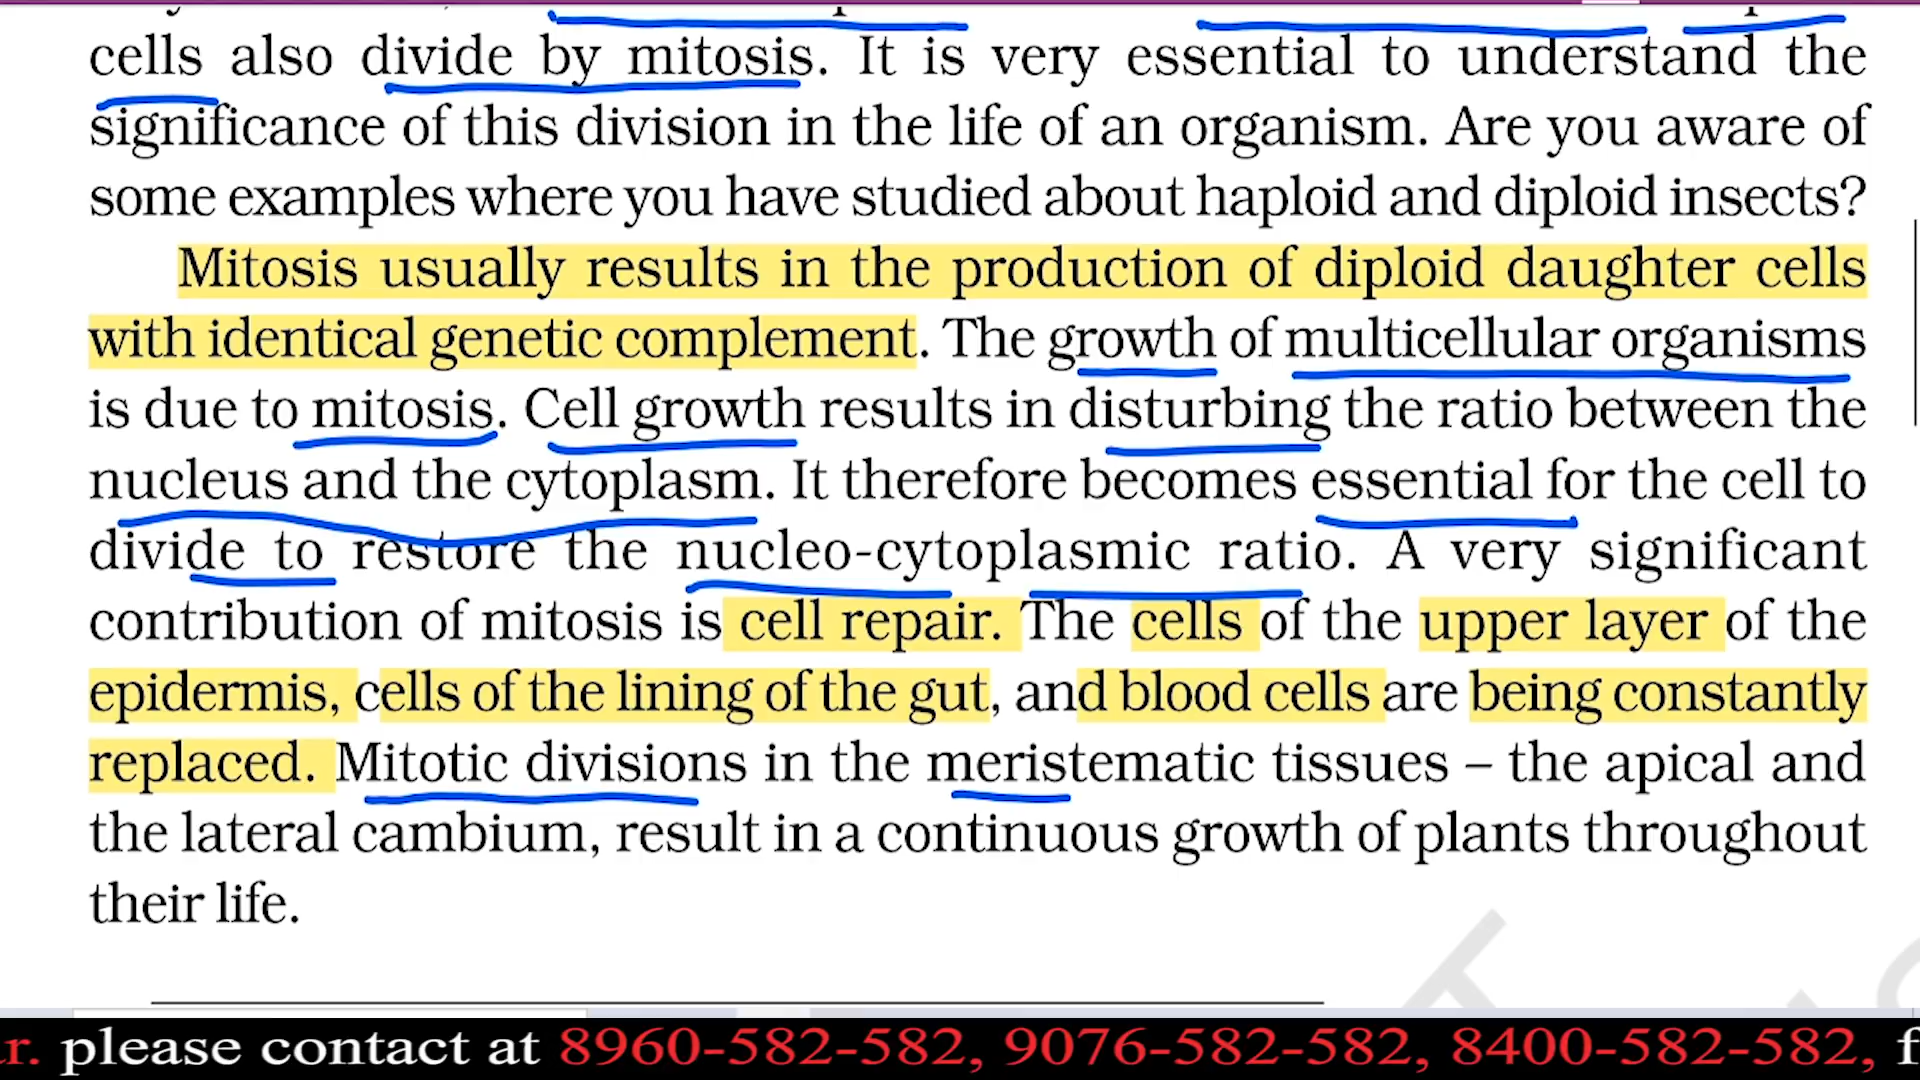 cells also divide by mitosis. It is very essential to understand the
significance of this division in the life of an organism. Are you aware of
some examples where you have studied about haploid and diploid insects?
Mitosis usually results in the production of diploid daughter cells
with identical genetic complement. The growth of multicellular organisms
is due to mitosis. Cell growth results in disturbing the ratio between the
nucleus and the cytoplasm. It therefore becomes essential for the cell to
divide to restore the nucleo-cytoplasmic ratio. A very significant
contribution of mitosis is cell repair. The cells of the upper layer of the
epidermis, cells of the lining of the gut, and blood cells are being constantly
replaced. Mitotic divisions in the meristematic tissues – the apical and
the lateral cambium, result in a continuous growth of plants throughout
their life.
please contact at 8960-582-582, 9076-582-582, 8400-582-582,